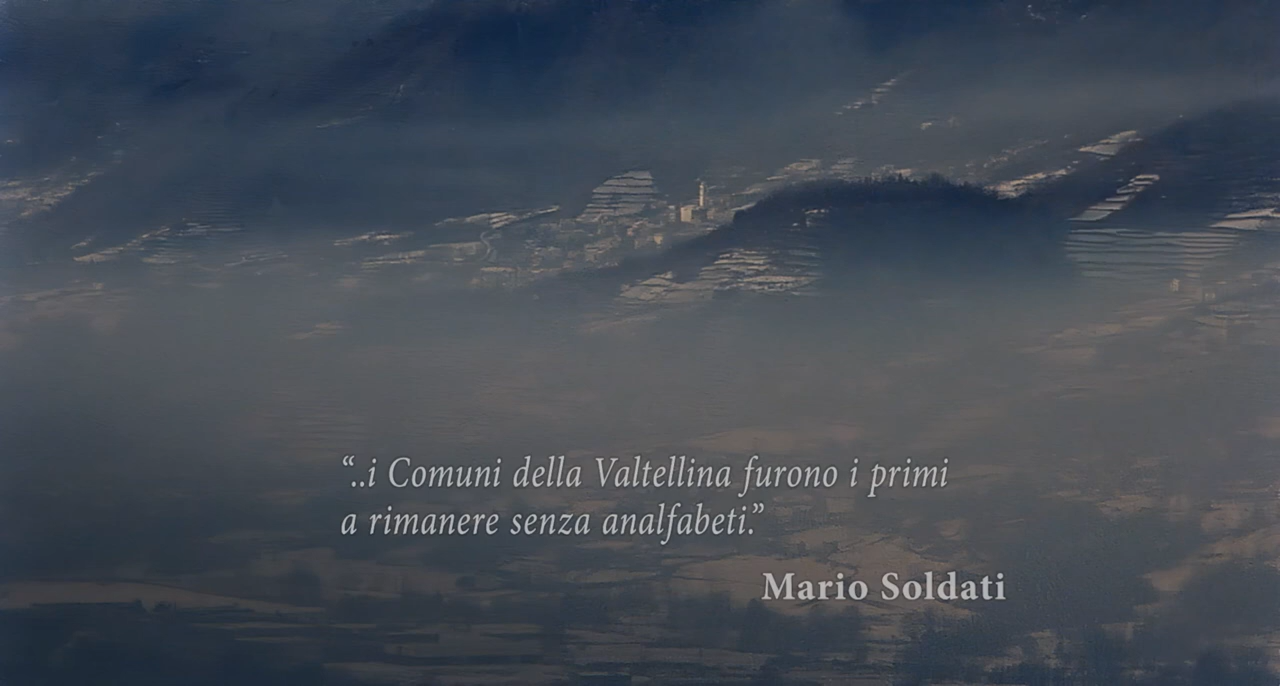 “..i Comuni della Valtellina furono i primi
a rimanere senza analfabeti.”
Mario Soldati